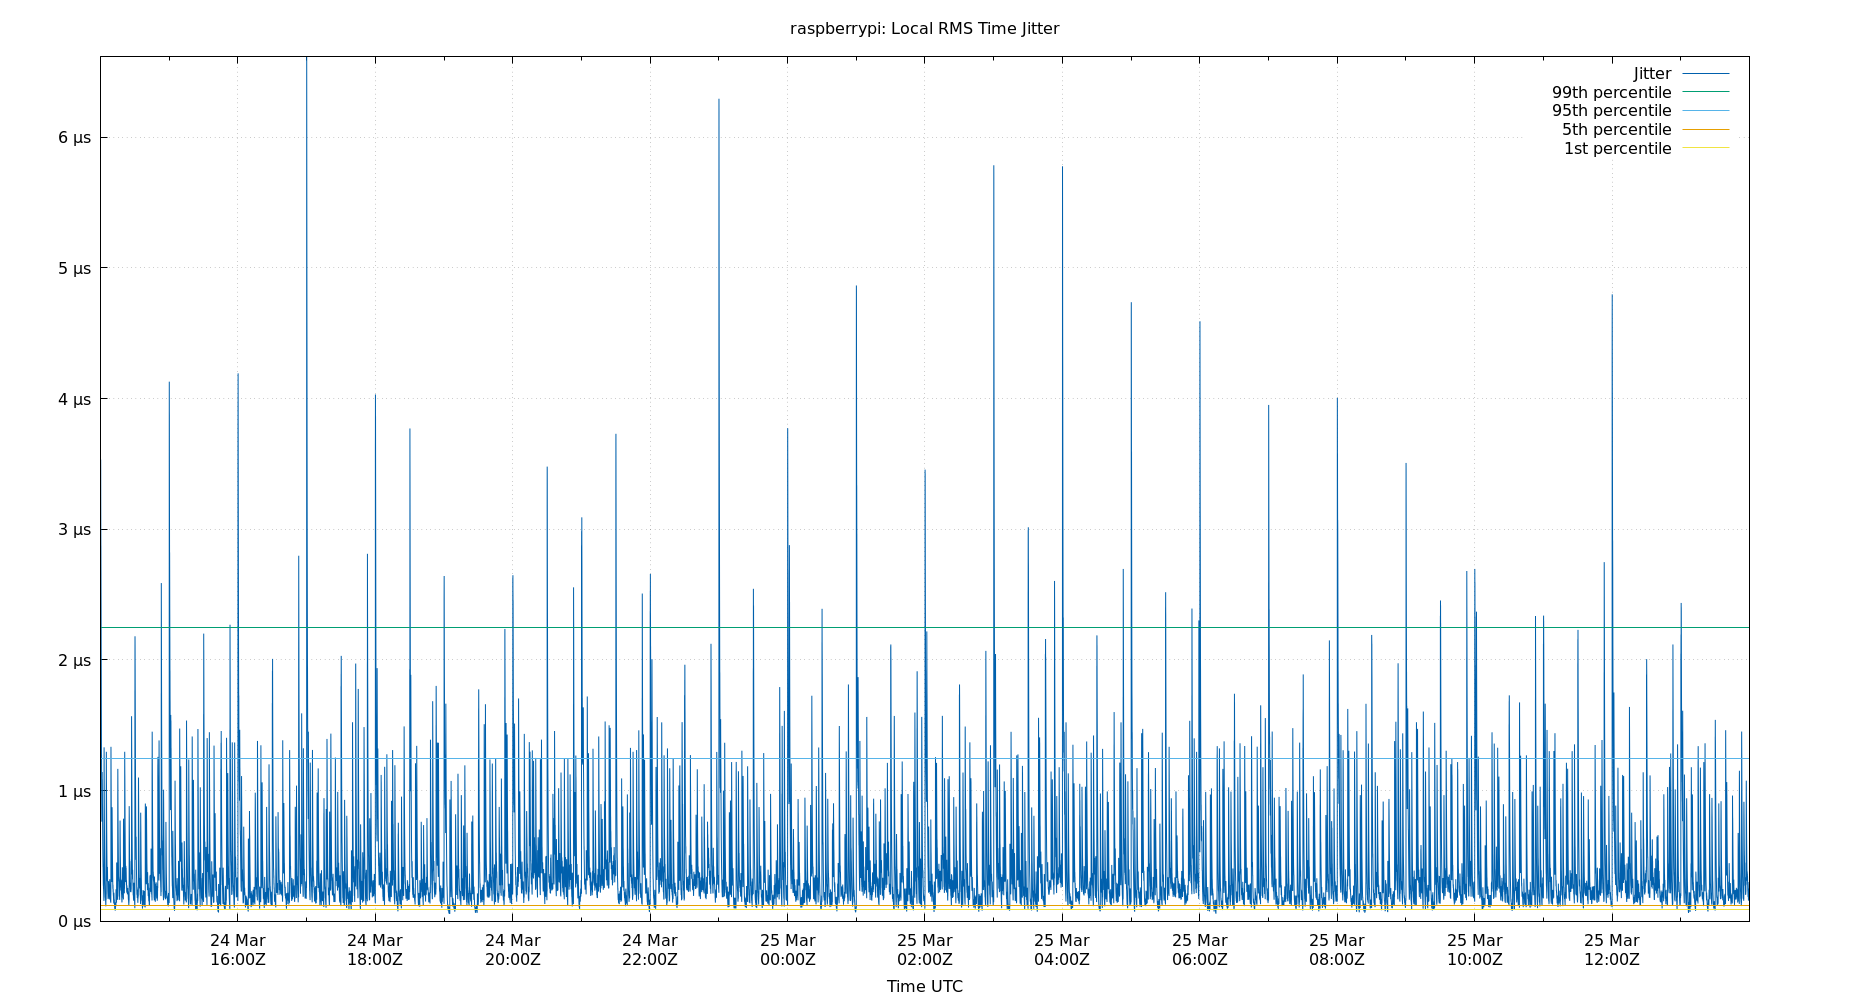 raspberrypi: Local RMS Time Jitter
Jitter
99th percentile
95th percentile
5th percentile
1st percentile
6 µs
5 µs
4 µs
3 µs
2 µs
1 µs
0 µs
24 Mar
16:00Z
24 Mar
18:00Z
24 Mar
20:00Z
24 Mar
22:00Z
25 Mar
00:00Z
25 Mar
02:00Z
25 Mar
04:00Z
25 Mar
06:00Z
25 Mar
08:00Z
25 Mar
10:00Z
25 Mar
12:00Z
Time UTC